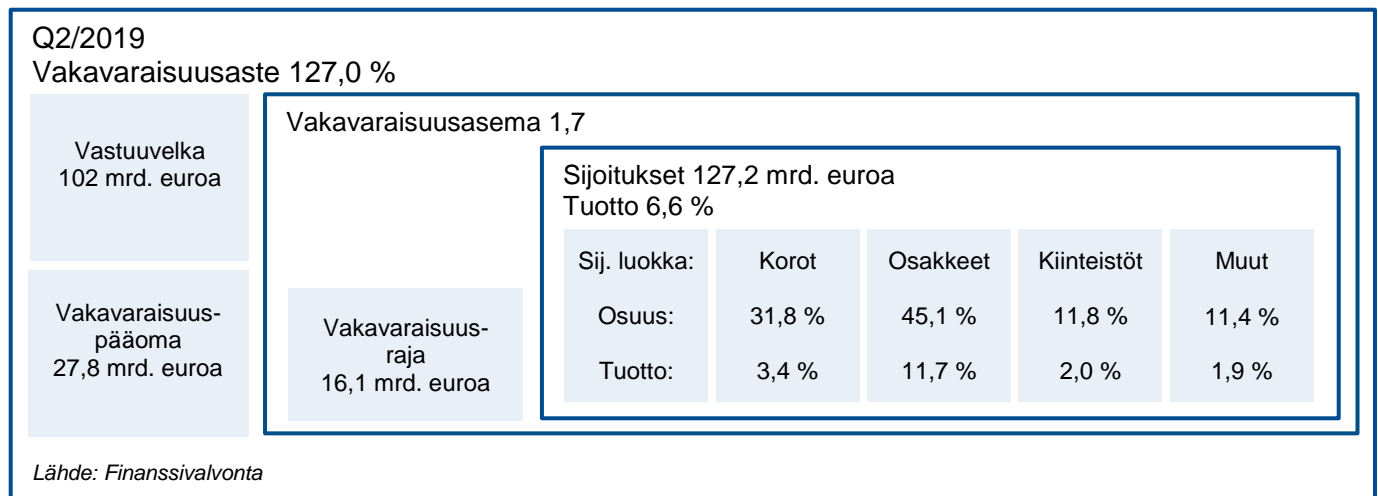 Q2/2019
Vakavaraisuusaste 127,0 %
Vastuuvelka
102 mrd. euroa
Vakavaraisuus-
pääoma
27,8 mrd. euroa
Vakavaraisuusasema 1,7
Vakavaraisuus-
raja
16,1 mrd. euroa
Sijoitukset 127,2 mrd. euroa
Tuotto 6,6 %
Sij. luokka: Korot Osakkeet Kiinteistöt Muut
Osuus: 31,8 % 45,1 % 11,8 % 11,4 %
Tuotto: 3,4 % 11,7 % 2,0 % 1,9 %
Lähde: Finanssivalvonta